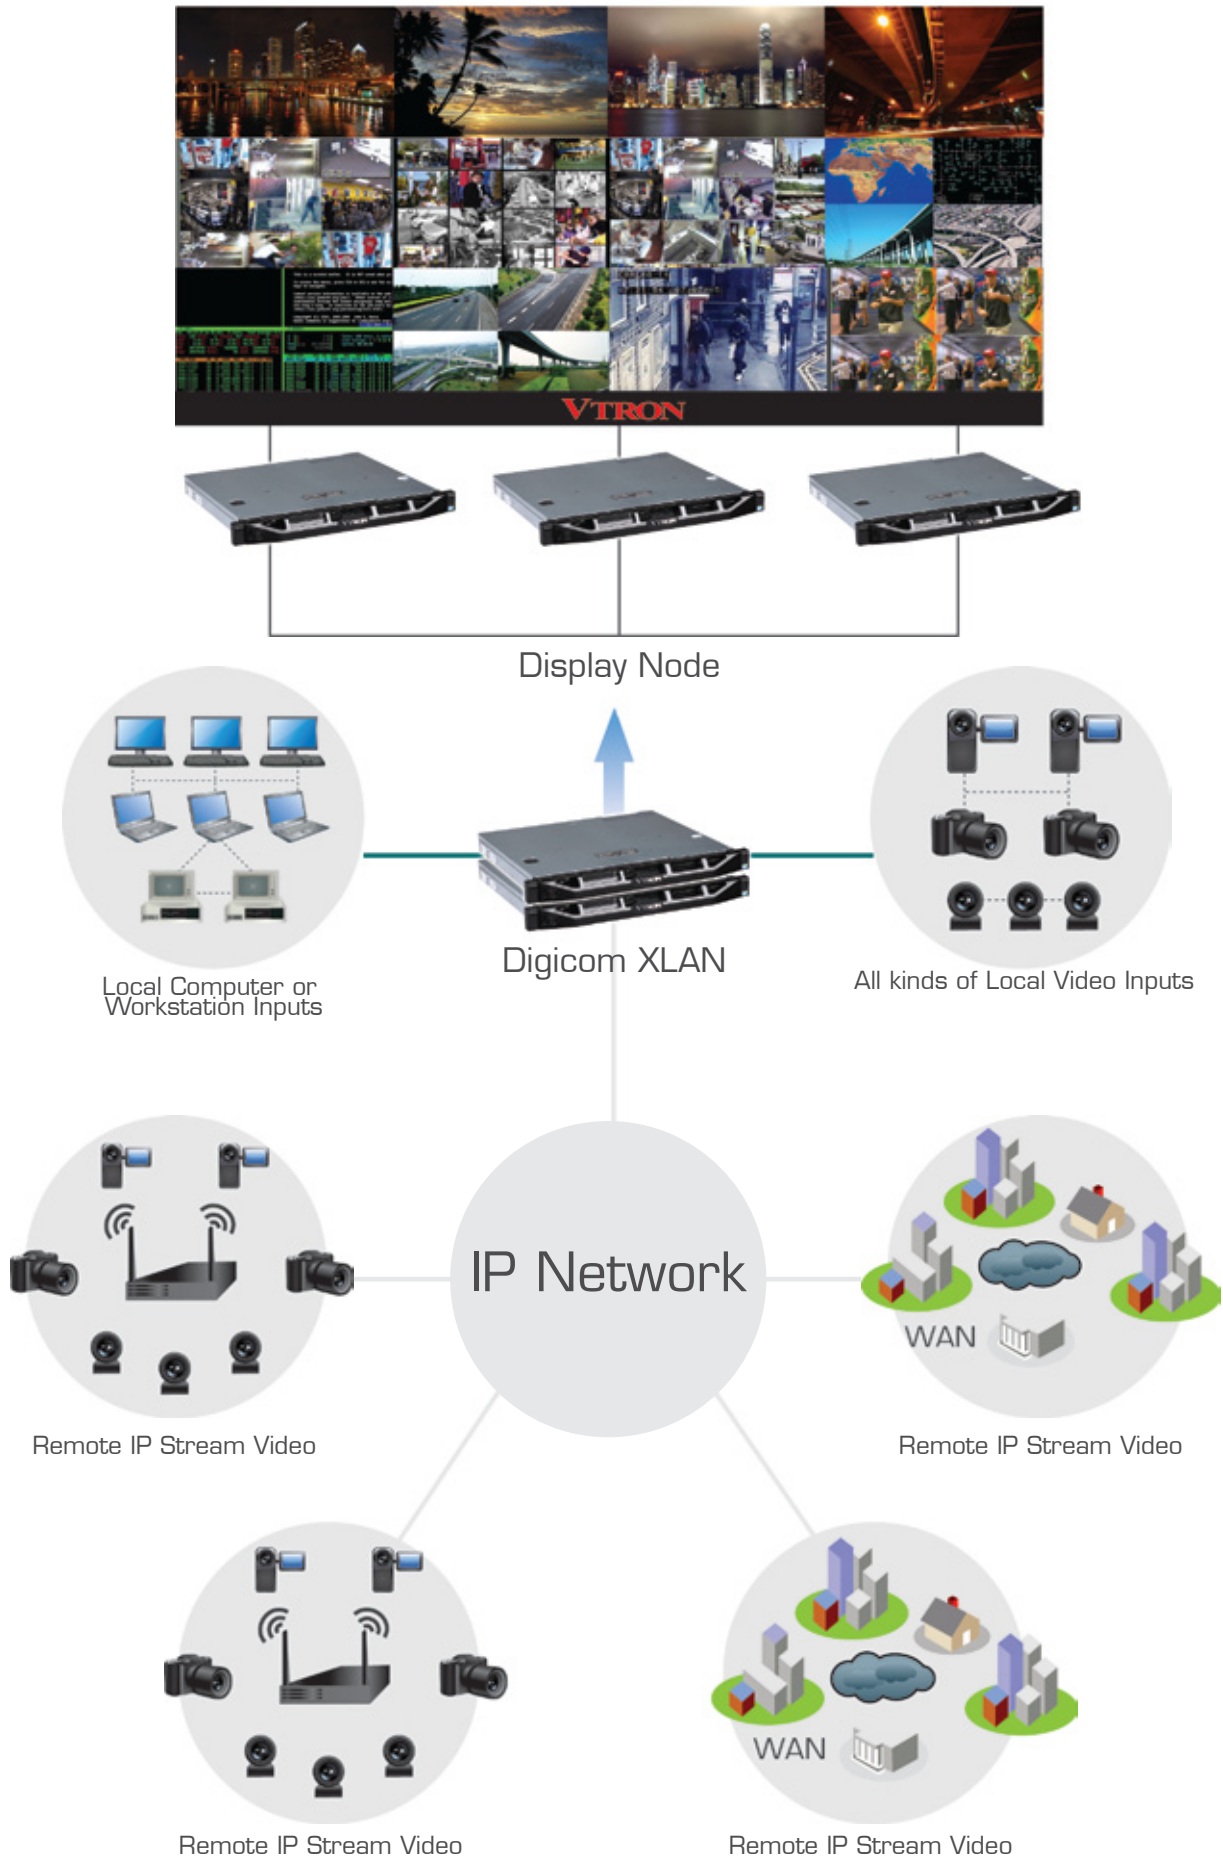 VTRON
Display Node
Digicom XLAN
Local Computer or
Workstation Inputs
All kinds of Local Video Inputs
IP Network
WAN
Remote IP Stream Video
Remote IP Stream Video
WAN
Remote IP Stream Video
Remote IP Stream Video